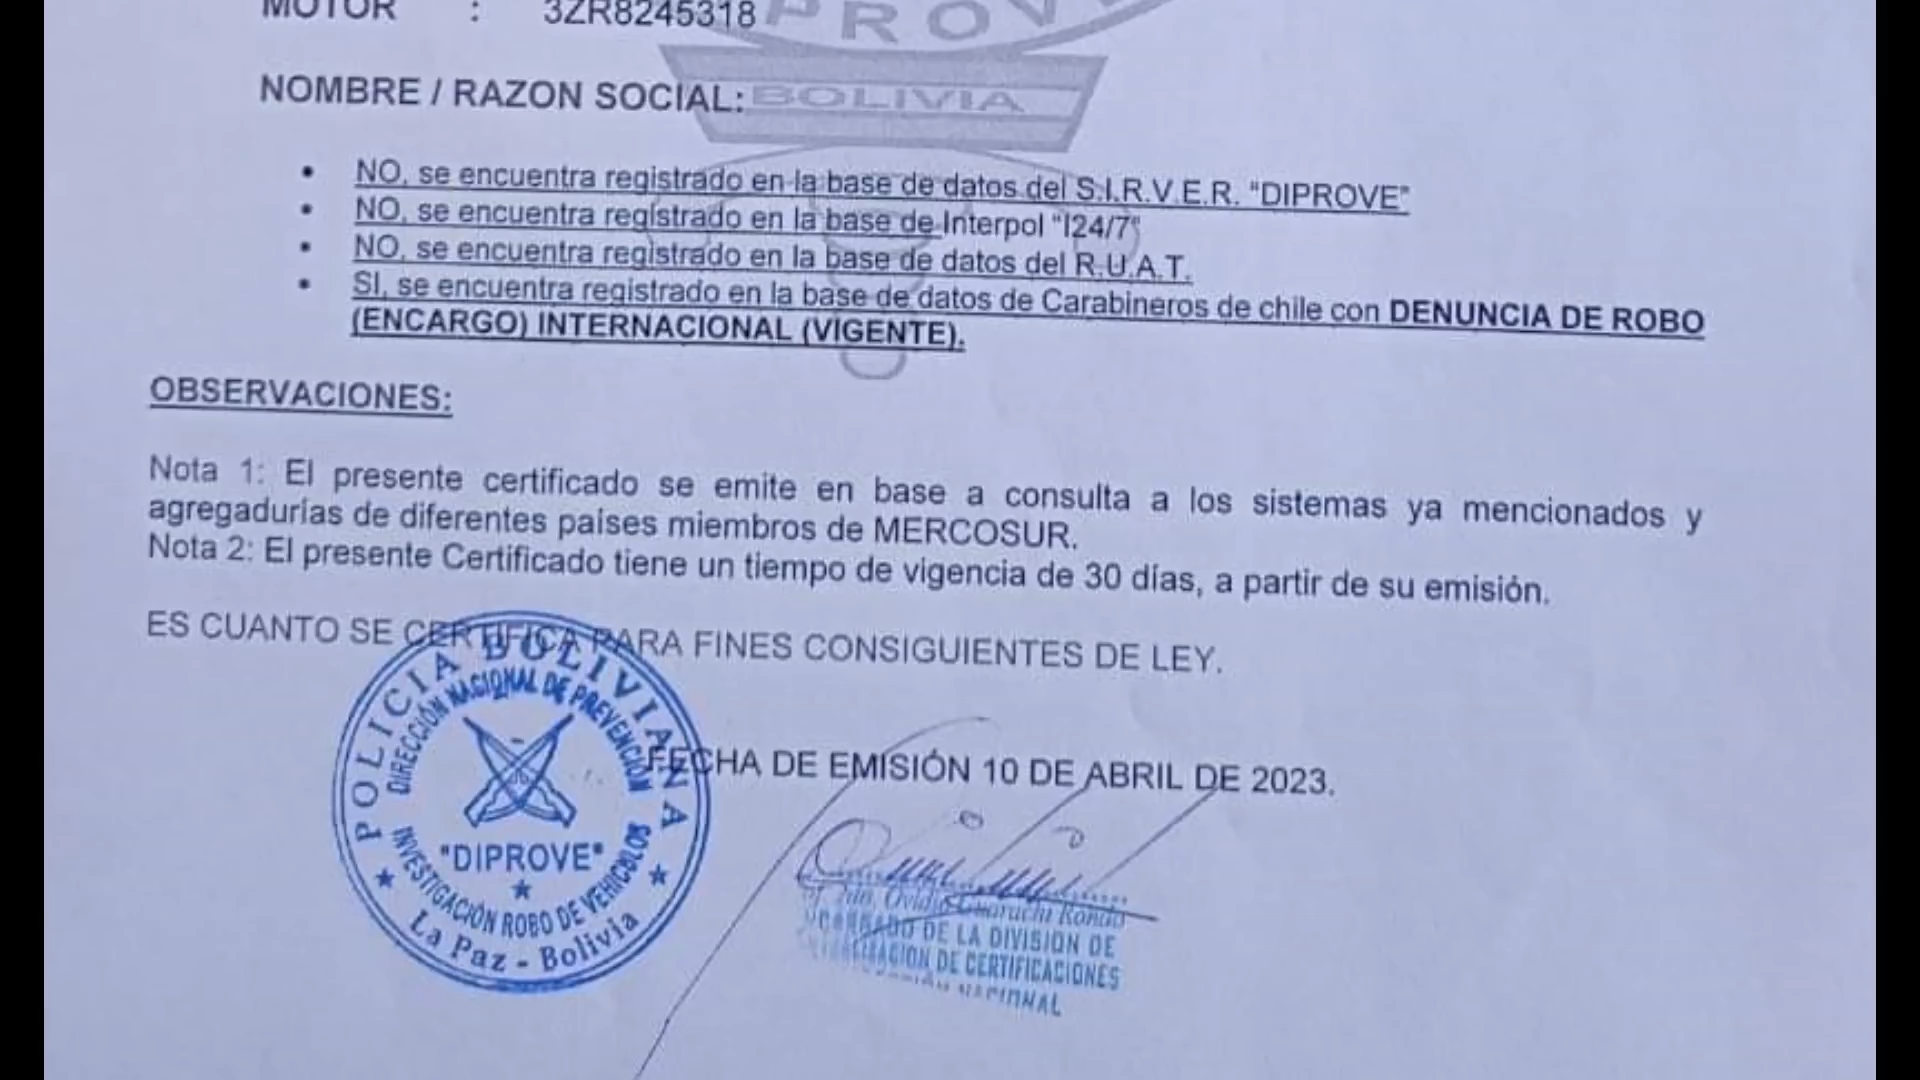 MOTOR : 3ZR8245318
PROV
NOMBRE / RAZON SOCIAL:
BOLIVIA
• NO, se encuentra registrado en la base de datos del S.I.R.V.E.R. "DIPROVE"
• NO, se encuentra registrado en la base de Interpol "I24/7"
• NO, se encuentra registrado en la base de datos del R.U.A.T.
• SI, se encuentra registrado en la base de datos de Carabineros de chile con DENUNCIA DE ROBO
(ENCARGO) INTERNACIONAL (VIGENTE).
OBSERVACIONES:
Nota 1: El presente certificado se emite en base a consulta a los sistemas ya mencionados y
agregadurías de diferentes países miembros de MERCOSUR.
Nota 2: El presente Certificado tiene un tiempo de vigencia de 30 días, a partir de su emisión.
ES CUANTO SE CERTIFICA PARA FINES CONSIGUIENTES DE LEY.
FECHA DE EMISIÓN 10 DE ABRIL DE 2023.
POLICIA BOLIVIANA
DIRECCIÓN NACIONAL DE PREVENCIÓN
"DIPROVE"
INVESTIGACIÓN ROBO DE VEHICULOS
La Paz - Bolivia
Ovidio Guarachi
DE LA DIVISION DE
DE CERTIFICACIONES
NACIONAL